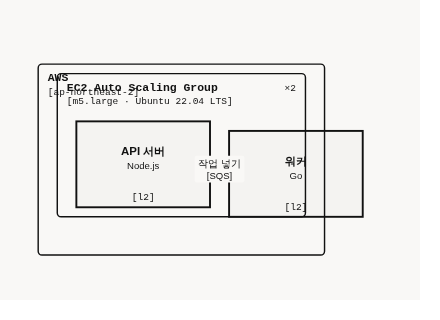 AWS
[ap-northeast-2]
EC2 Auto Scaling Group
×2
[m5.large · Ubuntu 22.04 LTS]
API 서버
Node.js
[l2]
작업 넣기
[SQS]
워커
Go
[l2]